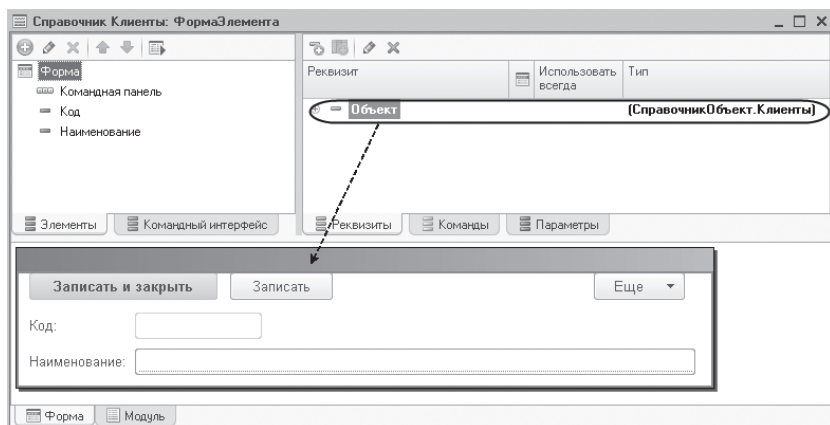 Справочник Клиенты: ФормаЭлемента
Форма
Командная панель
Код
Наименование
Элементы
Командный интерфейс
Реквизит
Использовать всегда
Тип
Объект
(СправочникОбъект.Клиенты)
Реквизиты
Команды
Параметры
Записать и закрыть
Записать
Еще
Код:
Наименование:
Форма
Модуль